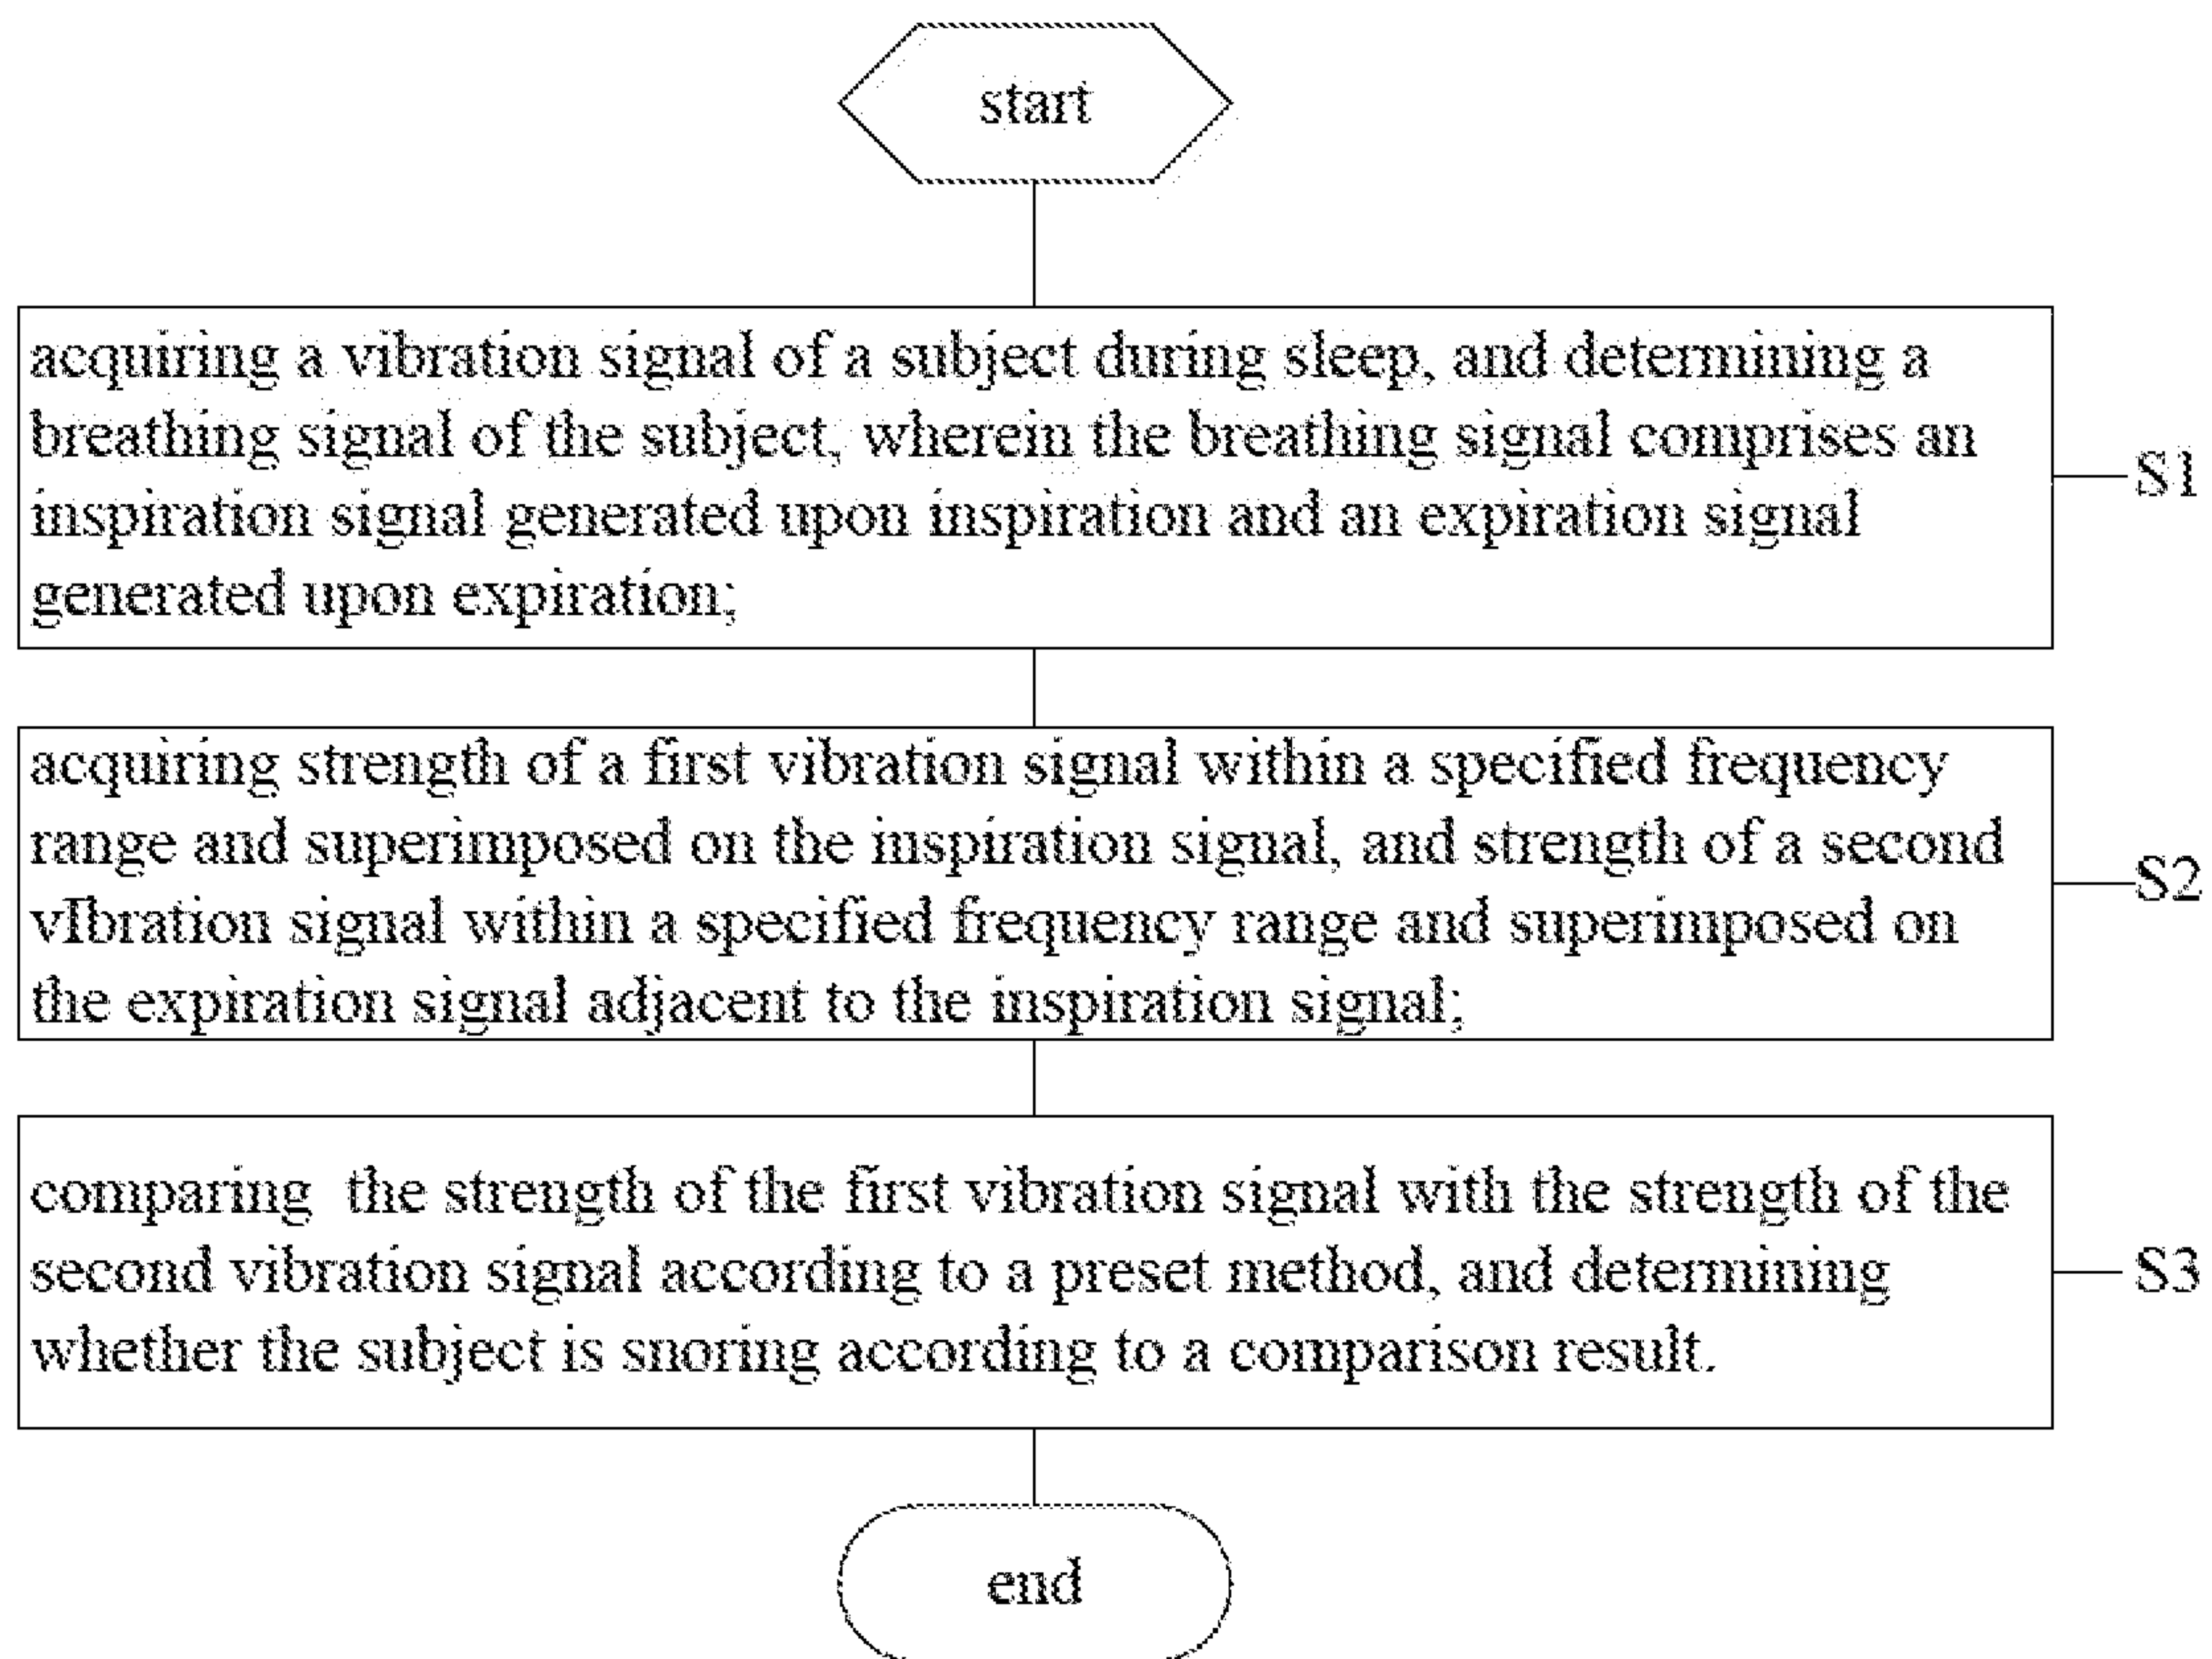 start
acquiring a vibration signal of a subject during sleep, and determining a
breathing signal of the subject, wherein the breathing signal comprises an
inspiration signal generated upon inspiration and an expiration signal
generated upon expiration;
S1
acquiring strength of a first vibration signal within a specified frequency
range and superimposed on the inspiration signal, and strength of a second
vIbration signal within a specified frequency range and superimposed on
the expiration signal adjacent to the inspiration signal;
S2
comparing  the strength of the first vibration signal with the strength of the
second vibration signal according to a preset method, and determining
whether the subject is snoring according to a comparison result.
S3
end